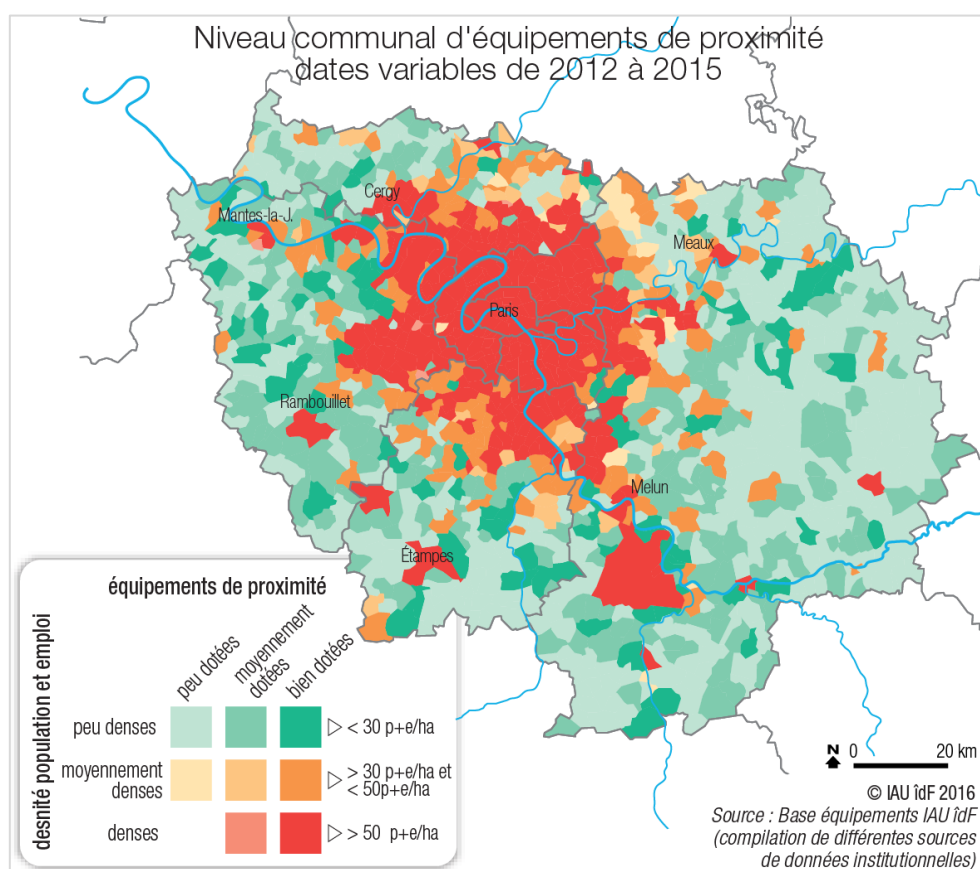 Niveau communal d'équipements de proximité
dates variables de 2012 à 2015
Cergy
Mantes-la-J.
Meaux
Paris
Rambouillet
Melun
Étampes
équipements de proximité
peu dotées
moyennement
dotées
bien dotées
desnité population et emploi
peu denses
< 30 p+e/ha
moyennement
denses
> 30 p+e/ha et
< 50p+e/ha
denses
> 50 p+e/ha
N
0 20 km
© IAU îdF 2016
Source : Base équipements IAU îdF
(compilation de différentes sources
de données institutionnelles)